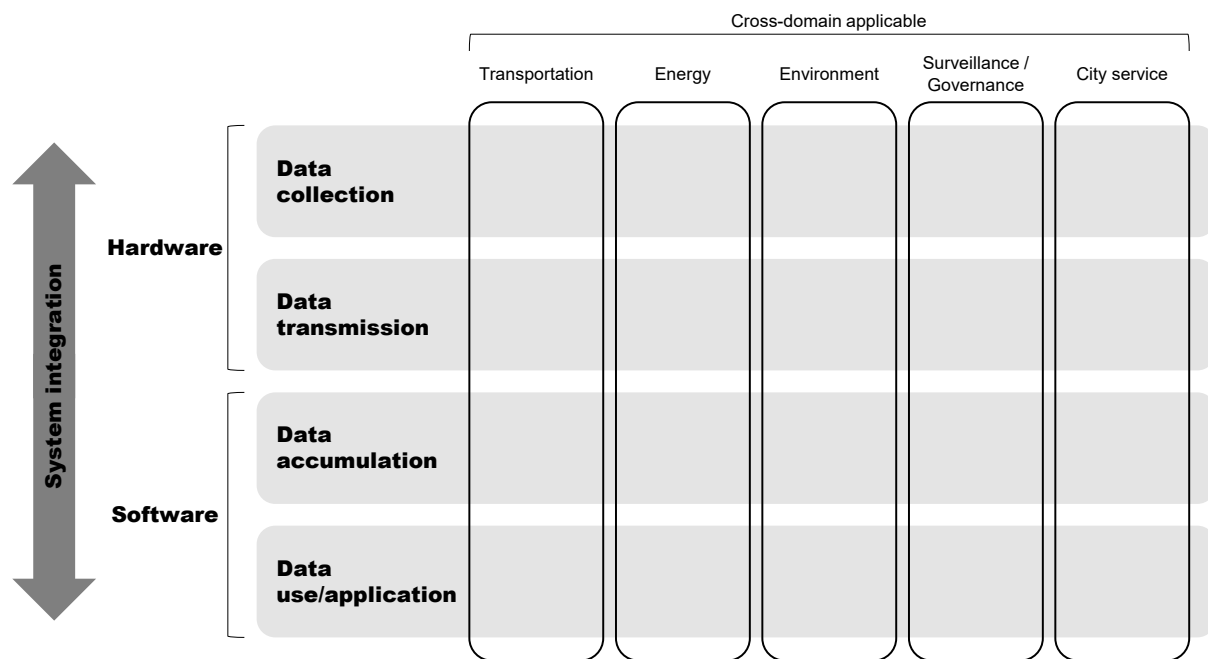 Cross-domain applicable
Transportation
Energy
Environment
Surveillance /
Governance
City service
System integration
Hardware
Data
collection
Data
transmission
Software
Data
accumulation
Data
use/application